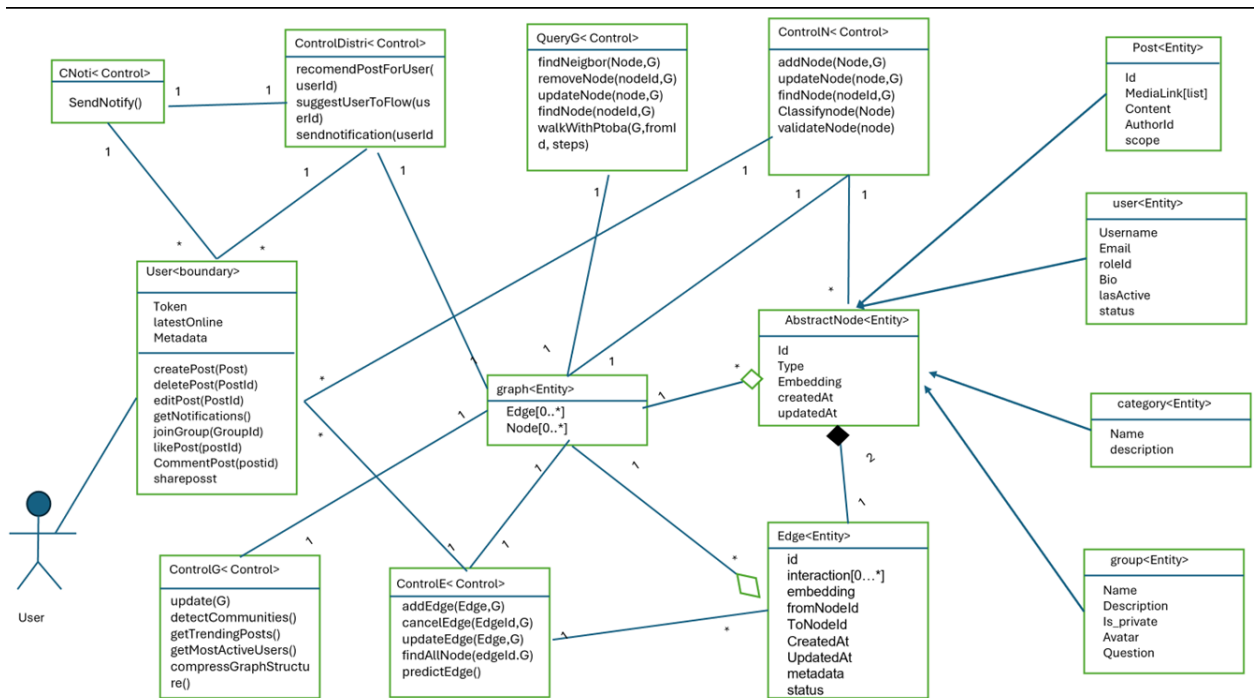 CNoti< Control>
SendNotify()
ControlDistri< Control>
recomendPostForUser(
userId)
suggestUserToFlow(us
erId)
sendnotification(userId
QueryG< Control>
findNeigbor(Node,G)
removeNode(nodeId,G)
updateNode(node,G)
findNode(nodeId,G)
walkWithPtoba(G,fromI
d, steps)
ControlN< Control>
addNode(Node,G)
updateNode(node,G)
findNode(nodeId,G)
Classifynode(Node)
validateNode(node)
Post<Entity>
Id
MediaLink[list]
Content
AuthorId
scope
1
1
1
1
1
1
1
1
1
*
*
user<Entity>
Username
Email
roleId
Bio
lasActive
status
User<boundary>
Token
latestOnline
Metadata
createPost(Post)
deletePost(PostId)
editPost(PostId)
getNotifications()
joinGroup(GroupId)
likePost(postId)
CommentPost(postid)
shareposst
*
AbstractNode<Entity>
Id
Type
Embedding
createdAt
updatedAt
1
1
1
*
*
*
1
1
graph<Entity>
Edge[0..*]
Node[0..*]
category<Entity>
Name
description
1
1
2
1
1
1
1
*
User
ControlG< Control>
update(G)
detectCommunities()
getTrendingPosts()
getMostActiveUsers()
compressGraphStructu
re()
ControlE< Control>
addEdge(Edge,G)
cancelEdge(EdgeId,G)
updateEdge(Edge,G)
findAllNode(edgeId.G)
predictEdge()
1
*
Edge<Entity>
id
interaction[0...*]
embedding
fromNodeId
ToNodeId
CreatedAt
UpdatedAt
metadata
status
group<Entity>
Name
Description
Is_private
Avatar
Question